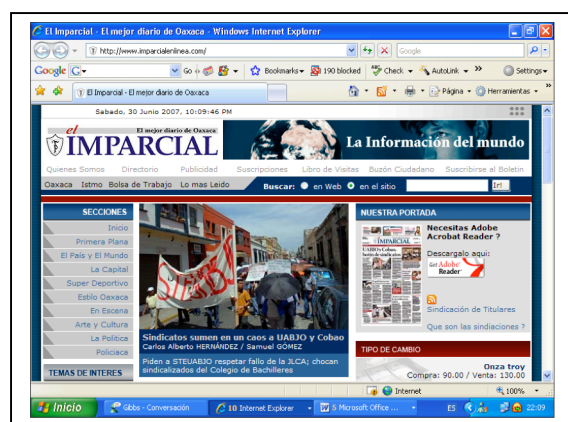 El Imparcial - El mejor diario de Oaxaca - Windows Internet Explorer
http://www.imparcialenlinea.com/
Google
Google G
Go
Bookmarks
190 blocked
Check
AutoLink
»
Settings
El Imparcial - El mejor diario de Oaxaca
Página
Herramientas
»
Sabado, 30 Junio 2007, 10:09:46 PM
El mejor diario de Oaxaca
el IMPARCIAL
La Información del mundo
Quienes Somos Directorio Publicidad Suscripciones Libro de Visitas Buzón Ciudadano Suscribirse al Boletin
Oaxaca Istmo Bolsa de Trabajo Lo mas Leido Buscar: en Web en el sitio Ir!
SECCIONES
Inicio
Primera Plana
El País y El Mundo
La Capital
Super Deportivo
Estilo Oaxaca
En Escena
Arte y Cultura
La Politica
Policiaca
TEMAS DE INTERES
Sindicatos sumen en un caos a UABJO y Cobao
Carlos Alberto HERNÁNDEZ / Samuel GÓMEZ
Piden a STEUABJO respetar fallo de la JLCA; chocan
sindicalizados del Colegio de Bachilleres
NUESTRA PORTADA
IMPARCIAL
Necesitas Adobe
Acrobat Reader ?
Descargalo aqui:
Get Adobe
Reader
Sindicación de Titulares
Que son las sindiaciones ?
TIPO DE CAMBIO
Onza troy
Compra: 90.00 / Venta: 130.00
Internet
100%
Inicio
Gibbs - Conversación
10 Internet Explorer
5 Microsoft Office ...
ES
22:09